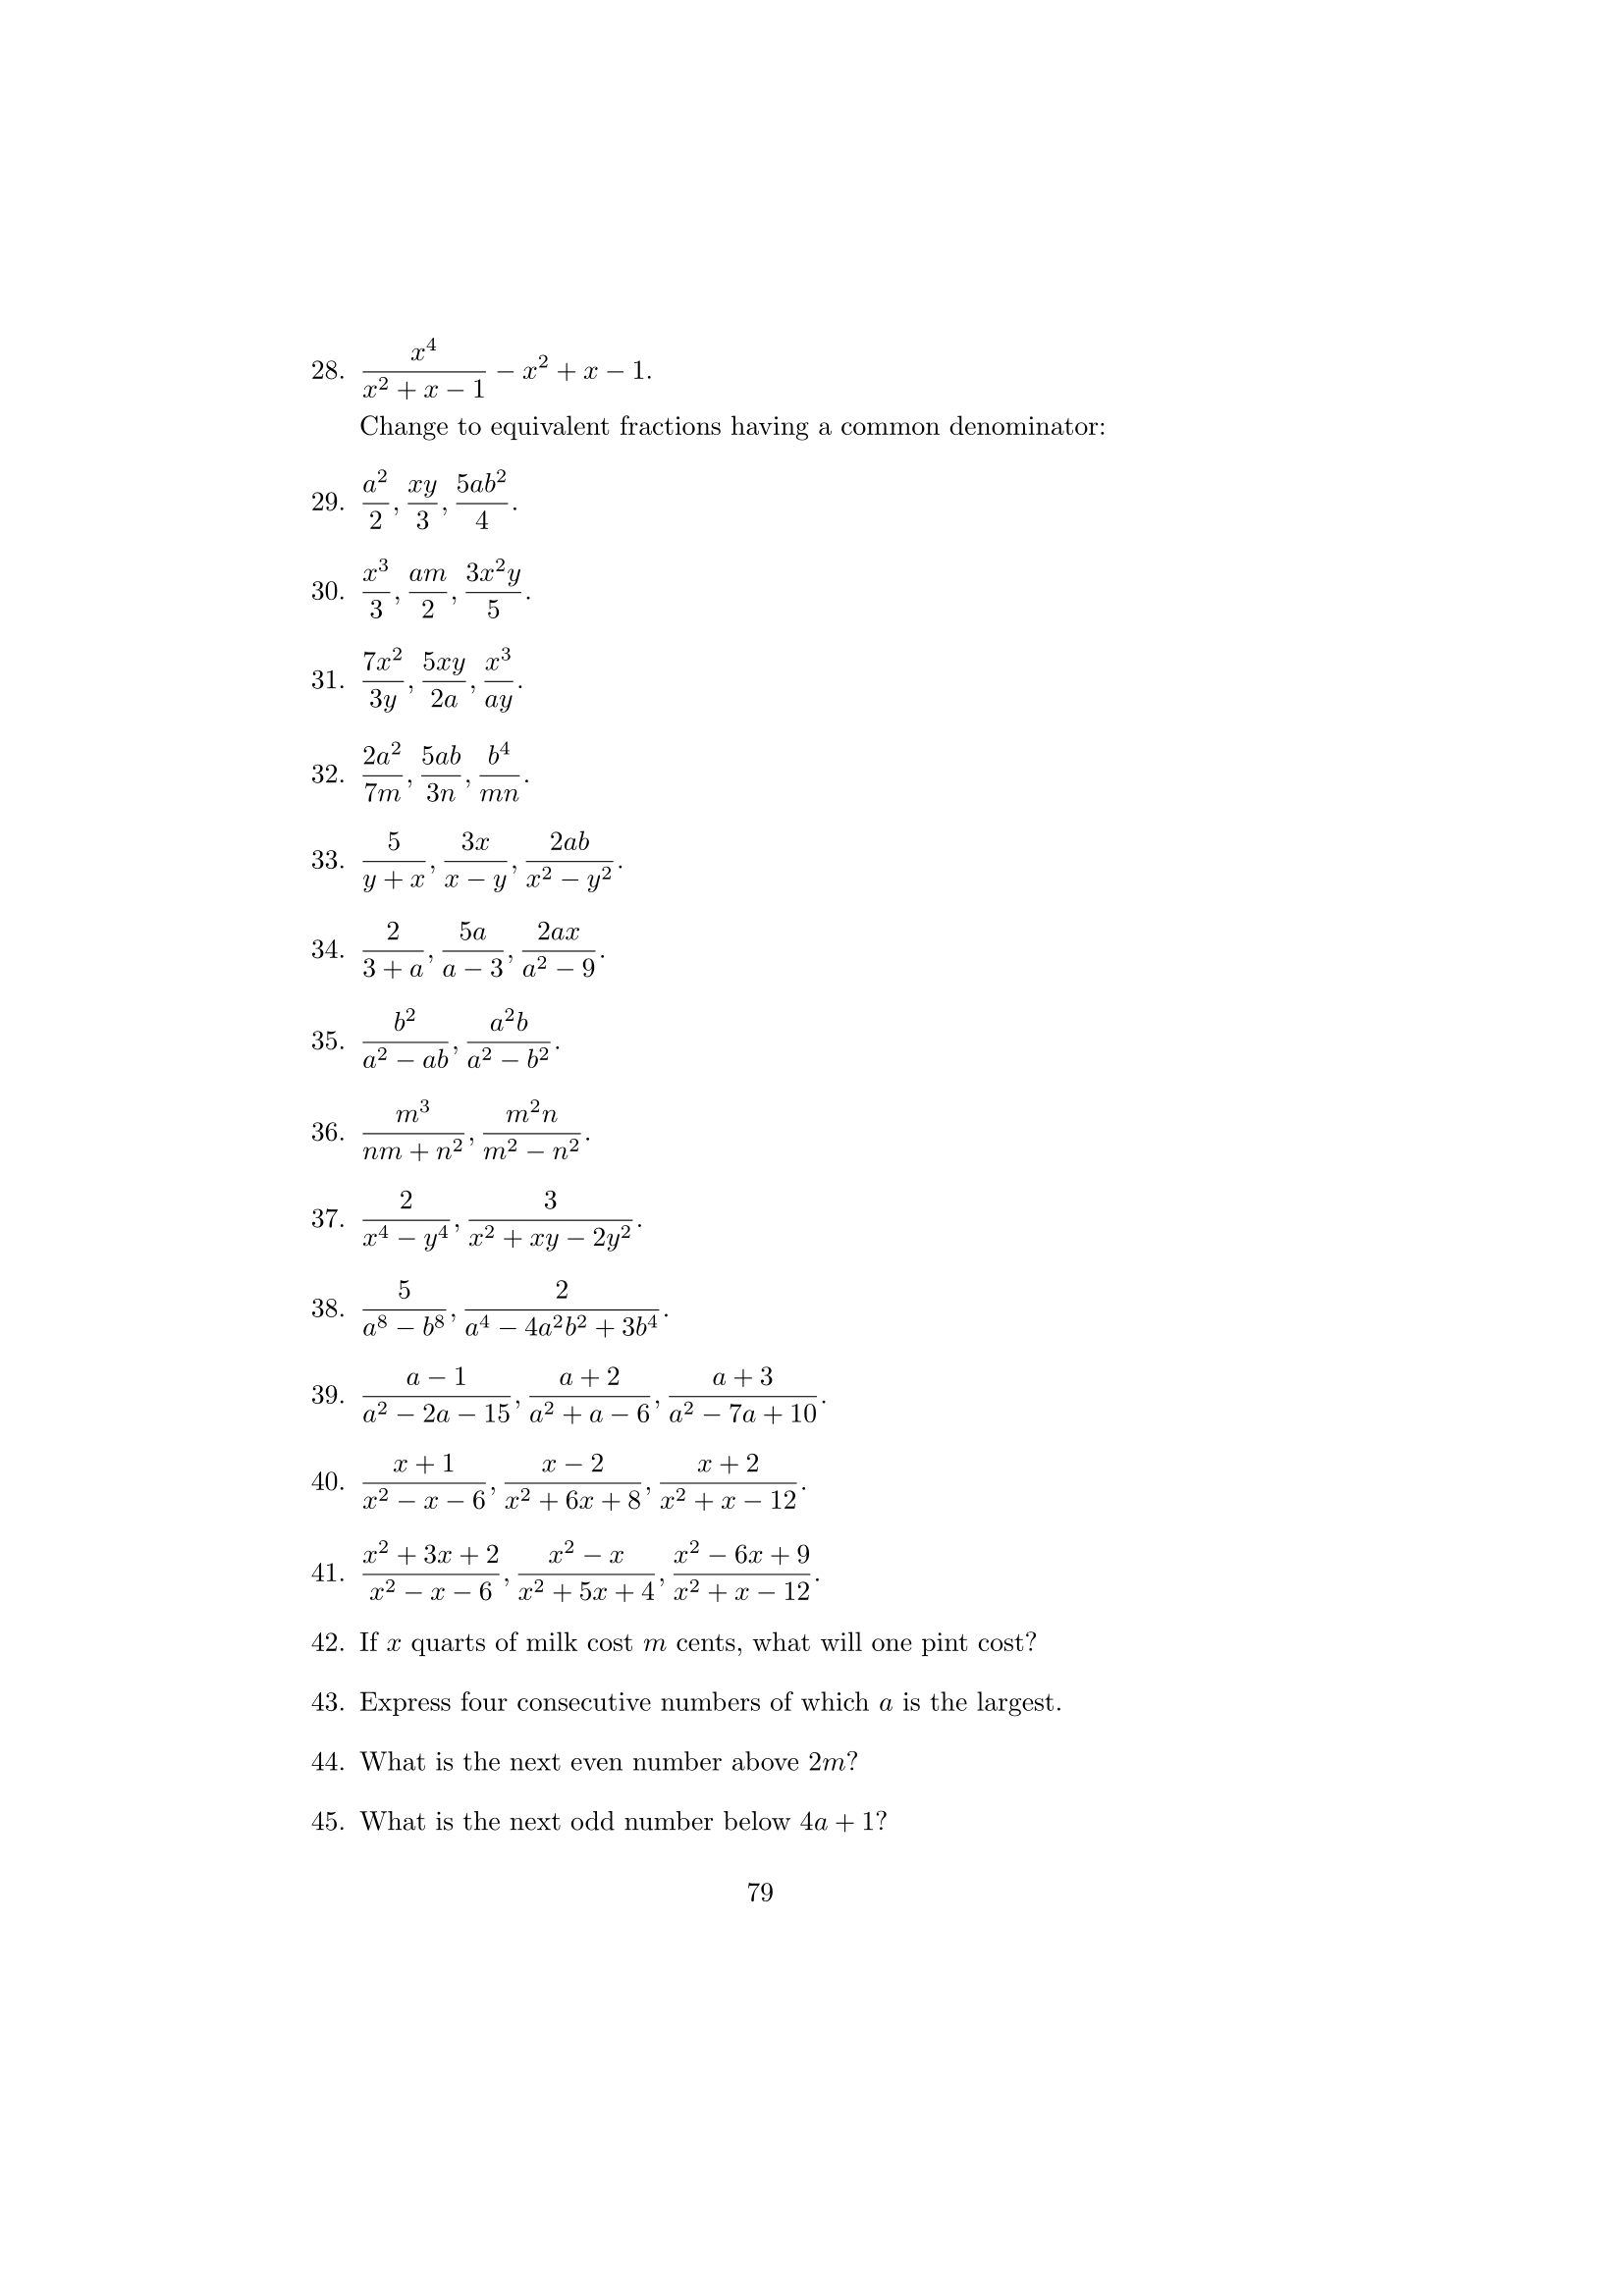 28. \frac{x^4}{x^2 + x - 1} - x^2 + x - 1.
Change to equivalent fractions having a common denominator:
29. \frac{a^2}{2}, \frac{xy}{3}, \frac{5ab^2}{4}.
30. \frac{x^3}{3}, \frac{am}{2}, \frac{3x^2y}{5}.
31. \frac{7x^2}{3y}, \frac{5xy}{2a}, \frac{x^3}{ay}.
32. \frac{2a^2}{7m}, \frac{5ab}{3n}, \frac{b^4}{mn}.
33. \frac{5}{y + x}, \frac{3x}{x - y}, \frac{2ab}{x^2 - y^2}.
34. \frac{2}{3 + a}, \frac{5a}{a - 3}, \frac{2ax}{a^2 - 9}.
35. \frac{b^2}{a^2 - ab}, \frac{a^2b}{a^2 - b^2}.
36. \frac{m^3}{nm + n^2}, \frac{m^2n}{m^2 - n^2}.
37. \frac{2}{x^4 - y^4}, \frac{3}{x^2 + xy - 2y^2}.
38. \frac{5}{a^8 - b^8}, \frac{2}{a^4 - 4a^2b^2 + 3b^4}.
39. \frac{a - 1}{a^2 - 2a - 15}, \frac{a + 2}{a^2 + a - 6}, \frac{a + 3}{a^2 - 7a + 10}.
40. \frac{x + 1}{x^2 - x - 6}, \frac{x - 2}{x^2 + 6x + 8}, \frac{x + 2}{x^2 + x - 12}.
41. \frac{x^2 + 3x + 2}{x^2 - x - 6}, \frac{x^2 - x}{x^2 + 5x + 4}, \frac{x^2 - 6x + 9}{x^2 + x - 12}.
42. If x quarts of milk cost m cents, what will one pint cost?
43. Express four consecutive numbers of which a is the largest.
44. What is the next even number above 2m?
45. What is the next odd number below 4a + 1?
79